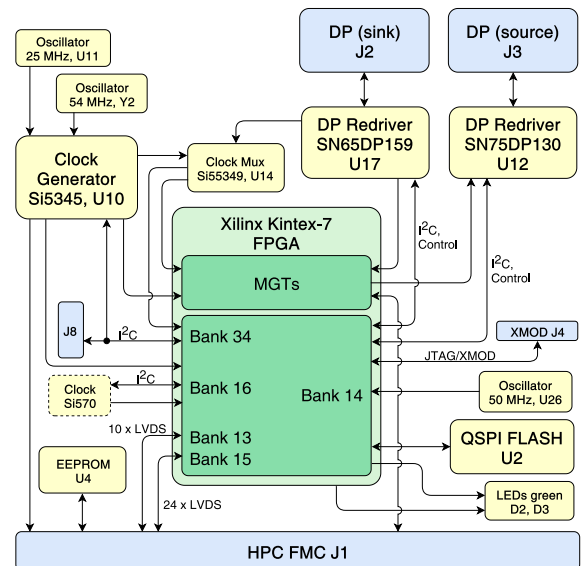 Oscillator
25 MHz, U11
DP (sink)
J2
DP (source)
J3
Oscillator
54 MHz, Y2
Clock
Generator
Si5345, U10
Clock Mux
Si55349, U14
DP Redriver
SN65DP159
U17
DP Redriver
SN75DP130
U12
Xilinx Kintex-7
FPGA
I²C,
Control
I²C,
Control
MGTs
J8
I²C
Bank 34
XMOD J4
JTAG/XMOD
Clock
Si570
I²C
Bank 16
Bank 14
Oscillator
50 MHz, U26
10 x LVDS
Bank 13
Bank 15
QSPI FLASH
U2
EEPROM
U4
24 x LVDS
LEDs green
D2, D3
HPC FMC J1